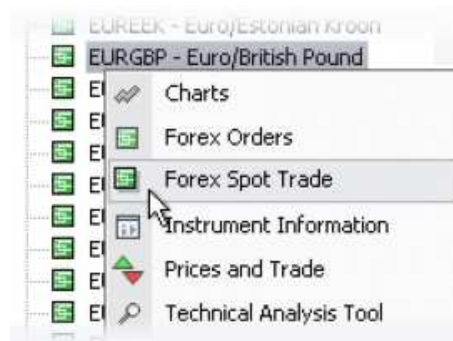 EUREEK - Euro/Estonian Kroon
EURGBP - Euro/British Pound
Charts
Forex Orders
Forex Spot Trade
Instrument Information
Prices and Trade
Technical Analysis Tool